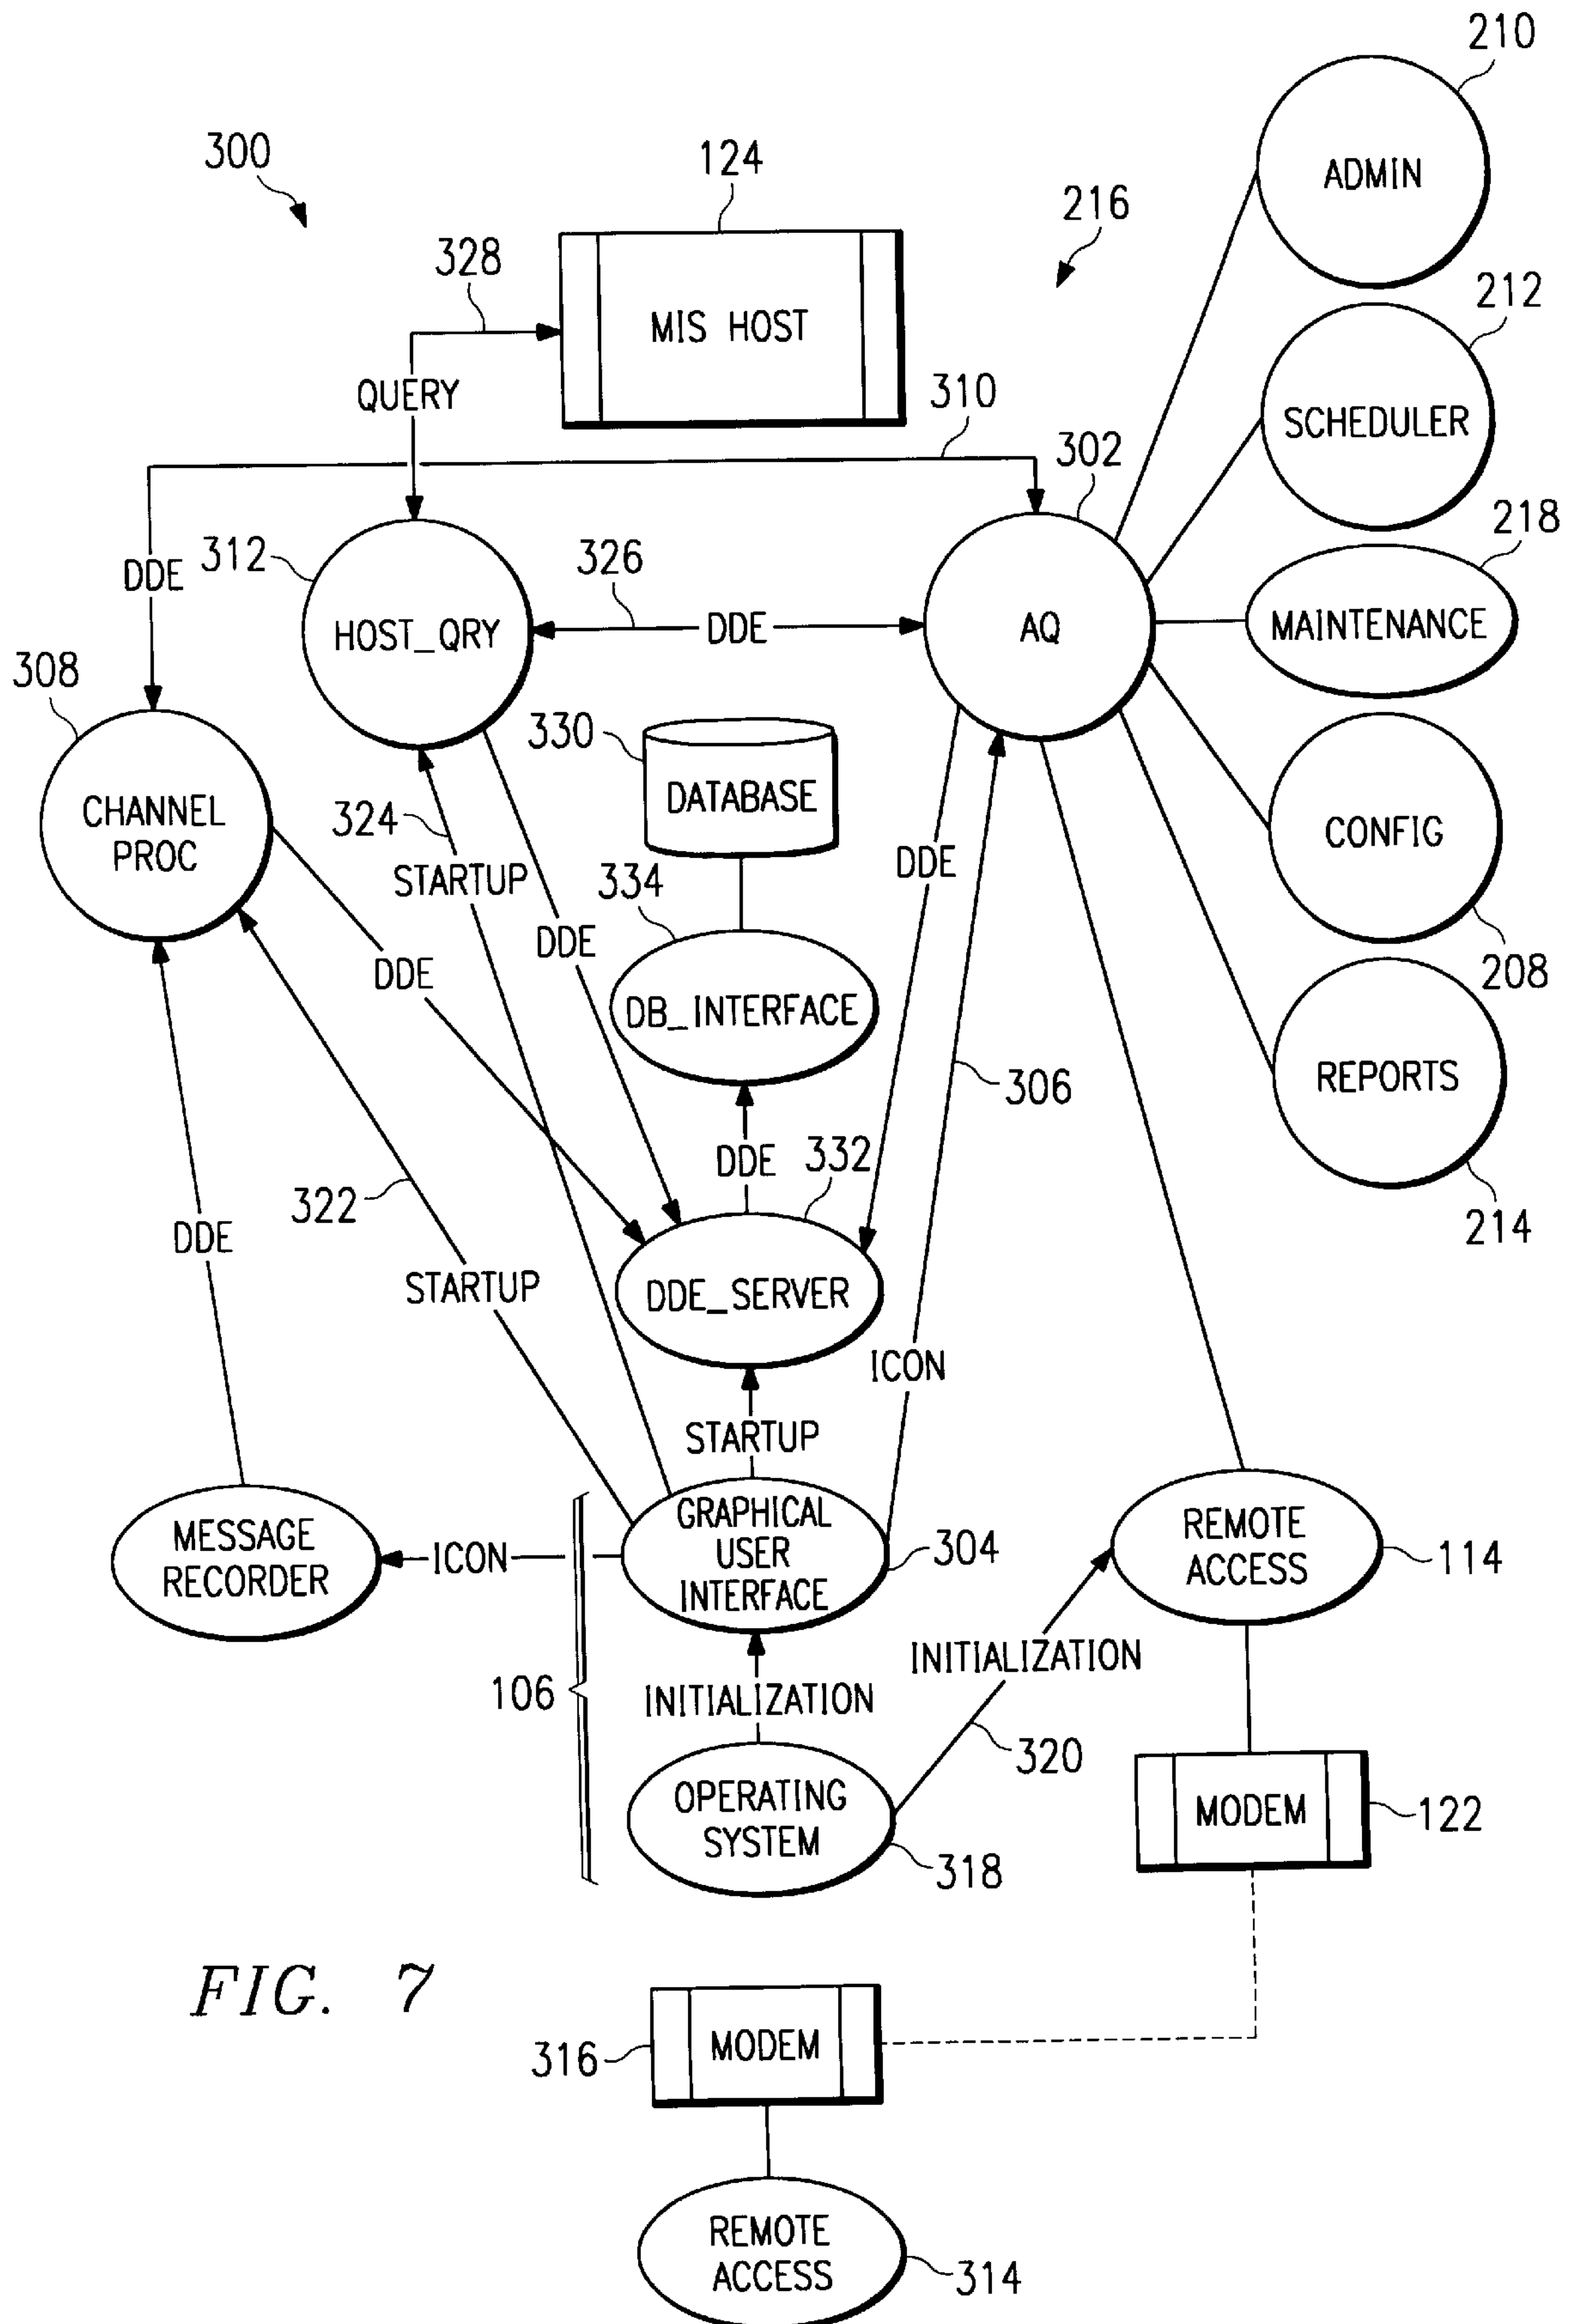 210
300
124
ADMIN
216
328
212
MIS HOST
QUERY
310
SCHEDULER
302
218
312
326
DDE
HOST_QRY
DDE
AQ
MAINTENANCE
308
330
CHANNEL
PROC
324
DATABASE
CONFIG
STARTUP
334
DDE
DDE
DDE
208
DB_INTERFACE
306
REPORTS
322
DDE
332
DDE
214
STARTUP
DDE_SERVER
ICON
STARTUP
MESSAGE
RECORDER
ICON
GRAPHICAL
USER
INTERFACE
304
REMOTE
ACCESS
114
106
INITIALIZATION
INITIALIZATION
320
OPERATING
SYSTEM
318
MODEM
122
FIG. 7
316
MODEM
REMOTE
ACCESS
314